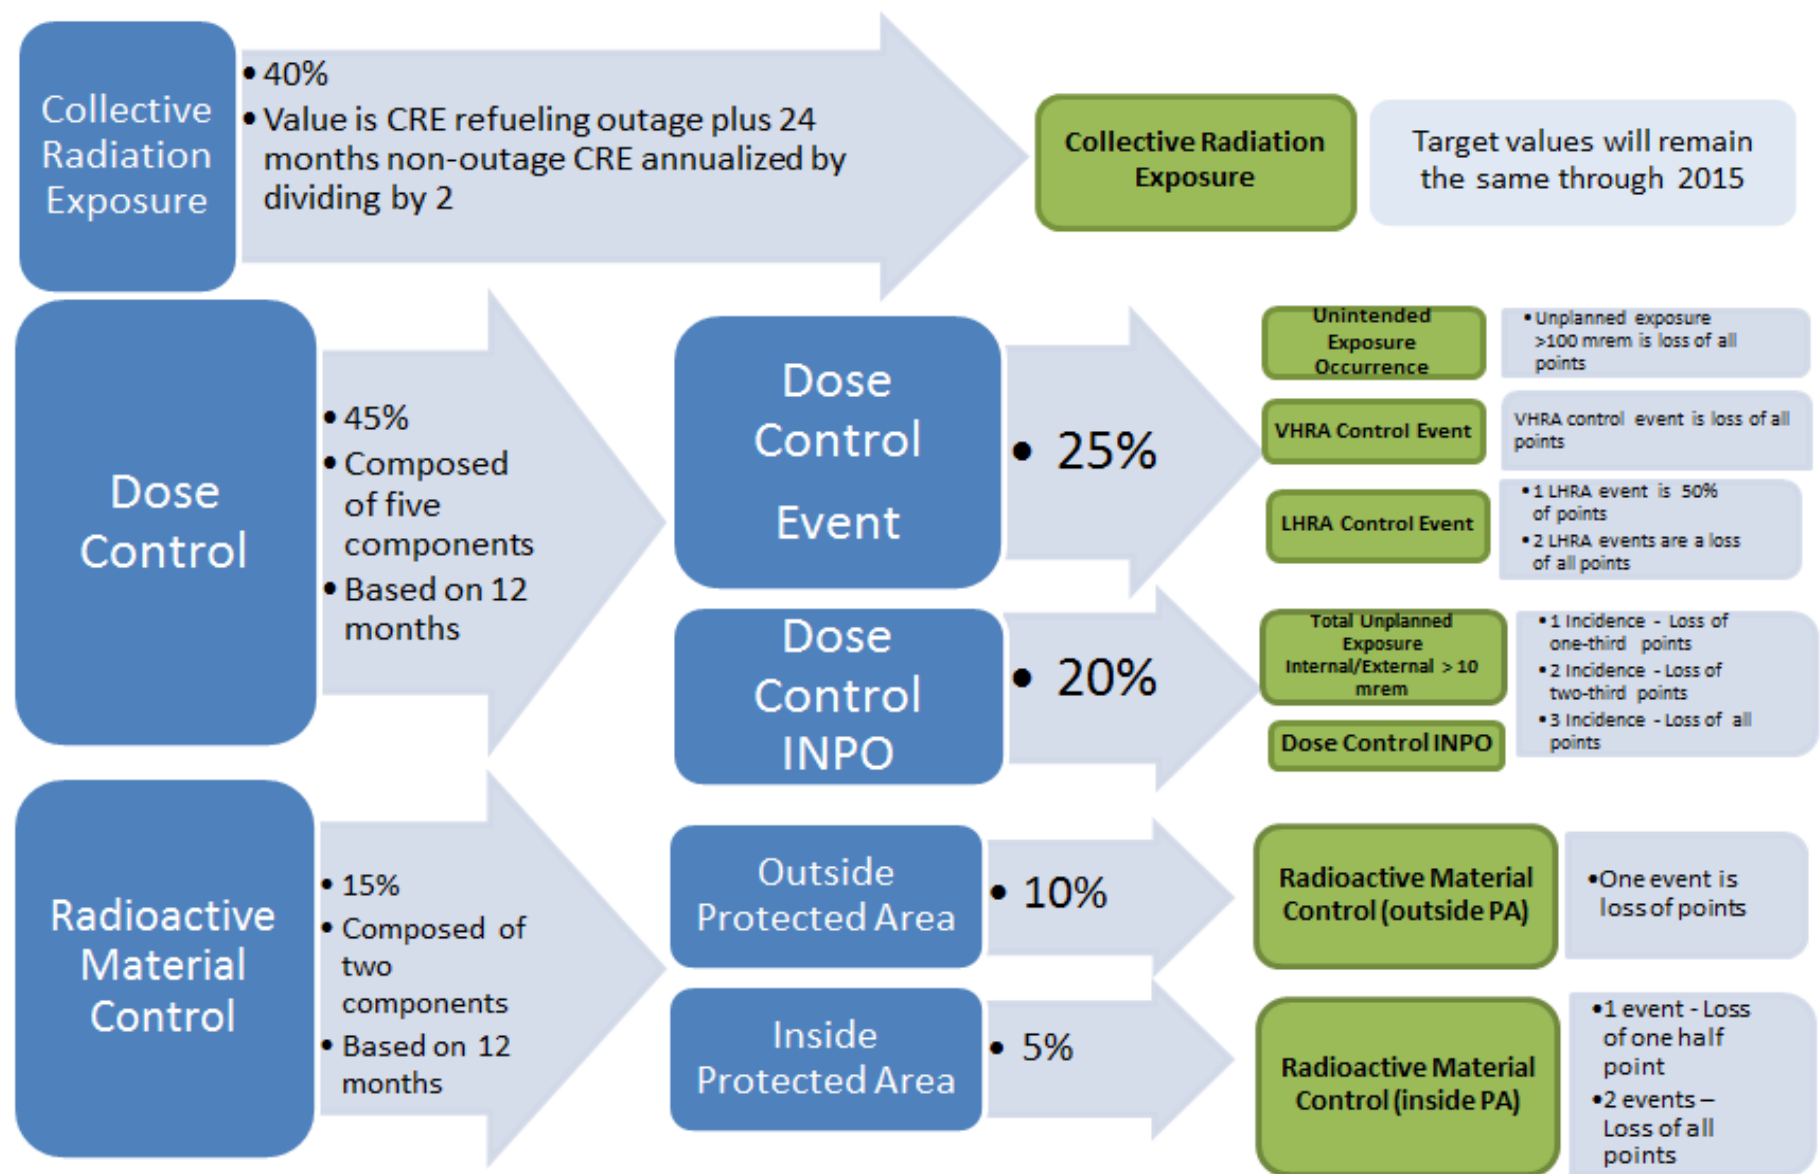 Collective
Radiation
Exposure
• 40%
• Value is CRE refueling outage plus 24
months non-outage CRE annualized by
dividing by 2
Collective Radiation
Exposure
Target values will remain
the same through 2015
Dose
Control
• 45%
• Composed
of five
components
• Based on 12
months
Dose
Control
Event
• 25%
Unintended
Exposure
Occurrence
• Unplanned exposure
>100 mrem is loss of all
points
VHRA Control Event
VHRA control event is loss of all
points
LHRA Control Event
• 1 LHRA event is 50%
of points
• 2 LHRA events are a loss
of all points
Dose
Control
INPO
• 20%
Total Unplanned
Exposure
Internal/External > 10
mrem
Dose Control INPO
• 1 Incidence - Loss of
one-third points
• 2 Incidence - Loss of
two-third points
• 3 Incidence - Loss of all
points
Radioactive
Material
Control
• 15%
• Composed of
two
components
• Based on 12
months
Outside
Protected Area
• 10%
Radioactive Material
Control (outside PA)
• One event is
loss of points
Inside
Protected Area
• 5%
Radioactive Material
Control (inside PA)
• 1 event - Loss
of one half
point
• 2 events –
Loss of all
points